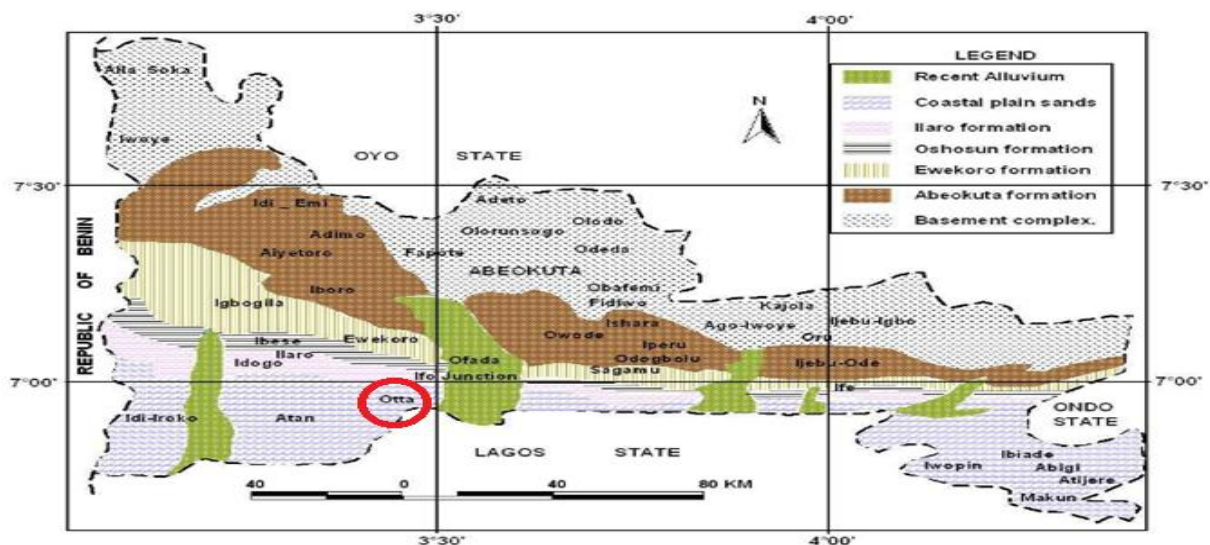 3°30'
4°00'
LEGEND
Recent Alluvium
Coastal plain sands
Ilaro formation
Oshosun formation
Ewekoro formation
Abeokuta formation
Basement complex.
N
Alla Soka
Iwoye
OYO STATE
7°30'
7°30'
Idi _ Emi
Adeto
Olodo
Adimo
Olorunsogo
Aiyetoro
Fapote
Odeda
ABEOKUTA
REPUBLIC OF BENIN
Iboro
Obafemi
Igbogila
Fidiwo
Kajola
Ishara
Ago-Iwoye
Ijebu-Igbo
Ibese
Ewekoro
Owode
Iperu
Oru
Ilaro
Idogo
Ofada
Odogbolu
Ijebu-Ode
Ifo Junction
Sagamu
7°00'
7°00'
Ife
Otta
Idi-Iroko
Atan
ONDO
STATE
LAGOS STATE
Ibiade
Iwopin
Abigi
Atijere
Makun
40 0 40 80 KM
3°30'
4°00'